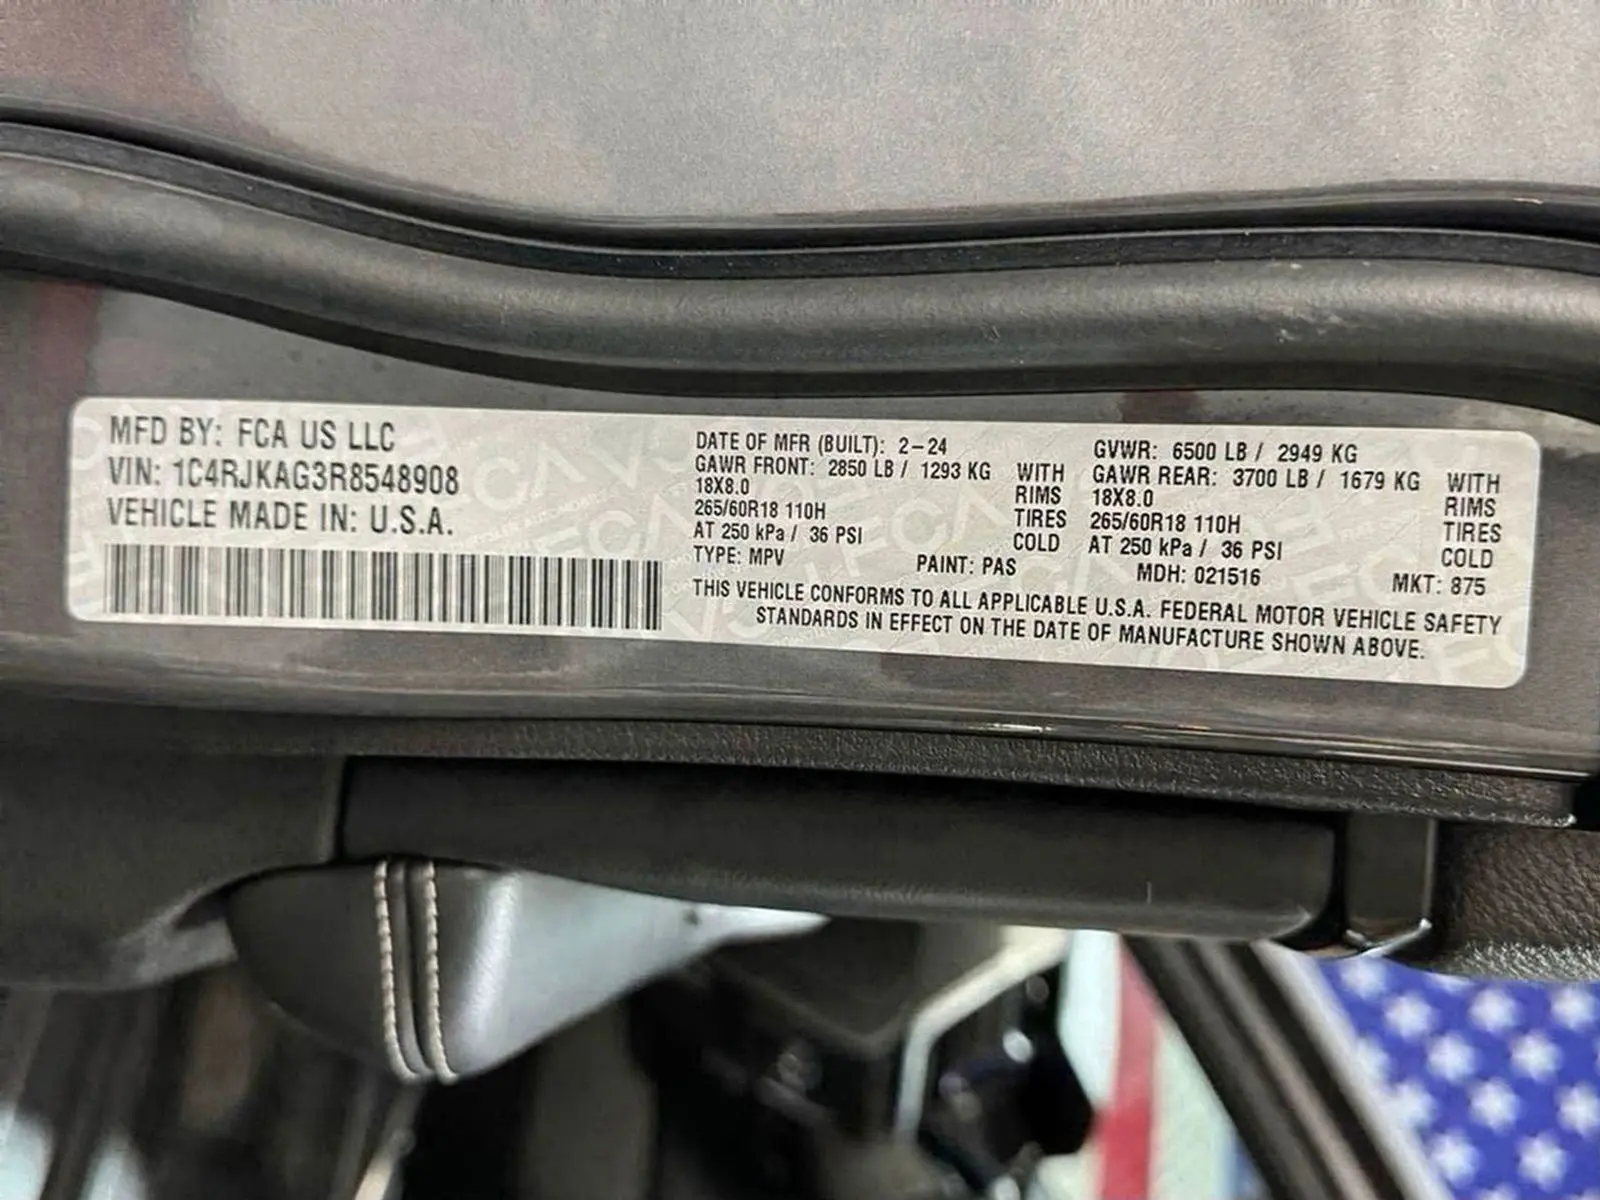 MFD BY: FCA US LLC
VIN: 1C4RJKAG3R8548908
VEHICLE MADE IN: U.S.A.
DATE OF MFR (BUILT): 2-24
GAWR FRONT: 2850 LB / 1293 KG WITH
18X8.0 RIMS
265/60R18 110H TIRES
AT 250 kPa / 36 PSI COLD
TYPE: MPV PAINT: PAS
GVWR: 6500 LB / 2949 KG
GAWR REAR: 3700 LB / 1679 KG WITH
18X8.0 RIMS
265/60R18 110H TIRES
AT 250 kPa / 36 PSI COLD
MDH: 021516 MKT: 875
THIS VEHICLE CONFORMS TO ALL APPLICABLE U.S.A. FEDERAL MOTOR VEHICLE SAFETY
STANDARDS IN EFFECT ON THE DATE OF MANUFACTURE SHOWN ABOVE.